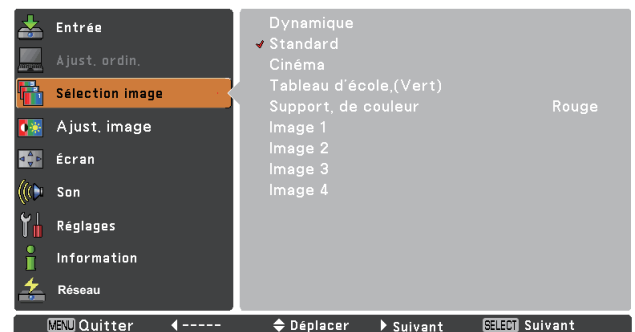 Entrée
Ajust. ordin.
Sélection image
Ajust. image
Écran
Son
Réglages
Information
Réseau
Dynamique
Standard
Cinéma
Tableau d'école.(Vert)
Support. de couleur Rouge
Image 1
Image 2
Image 3
Image 4
MENU Quitter ----- Déplacer Suivant SELECT Suivant